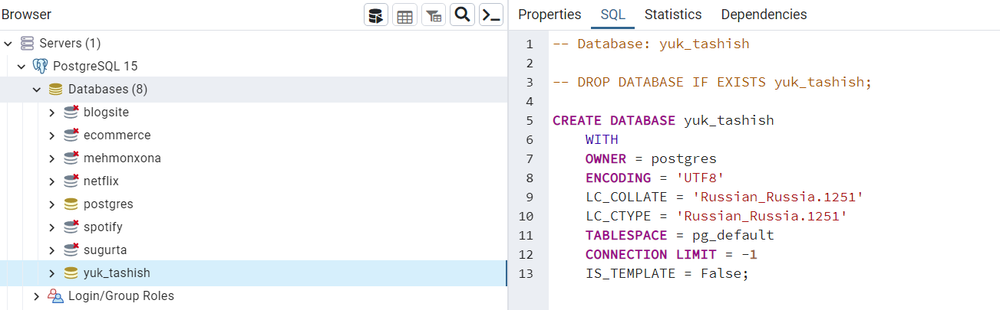 Browser
Servers (1)
PostgreSQL 15
Databases (8)
blogsite
ecommerce
mehmonxona
netflix
postgres
spotify
sugurta
yuk_tashish
Login/Group Roles
Properties SQL Statistics Dependencies
1 -- Database: yuk_tashish
2
3 -- DROP DATABASE IF EXISTS yuk_tashish;
4
5 CREATE DATABASE yuk_tashish
6 WITH
7 OWNER = postgres
8 ENCODING = 'UTF8'
9 LC_COLLATE = 'Russian_Russia.1251'
10 LC_CTYPE = 'Russian_Russia.1251'
11 TABLESPACE = pg_default
12 CONNECTION LIMIT = -1
13 IS_TEMPLATE = False;